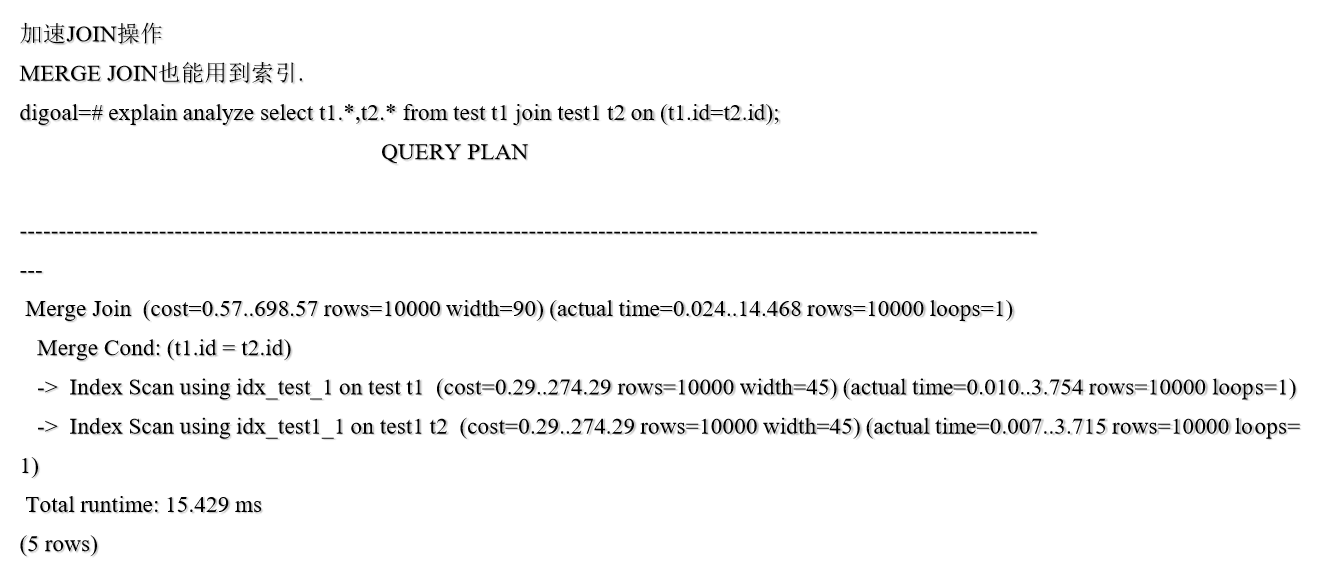 加速JOIN操作
MERGE JOIN也能用到索引.
digoal=# explain analyze select t1.*,t2.* from test t1 join test1 t2 on (t1.id=t2.id);
QUERY PLAN
------------------------------------------------------------------------------------------------------------------------------------
---
Merge Join  (cost=0.57..698.57 rows=10000 width=90) (actual time=0.024..14.468 rows=10000 loops=1)
Merge Cond: (t1.id = t2.id)
->  Index Scan using idx_test_1 on test t1  (cost=0.29..274.29 rows=10000 width=45) (actual time=0.010..3.754 rows=10000 loops=1)
->  Index Scan using idx_test1_1 on test1 t2  (cost=0.29..274.29 rows=10000 width=45) (actual time=0.007..3.715 rows=10000 loops=
1)
Total runtime: 15.429 ms
(5 rows)